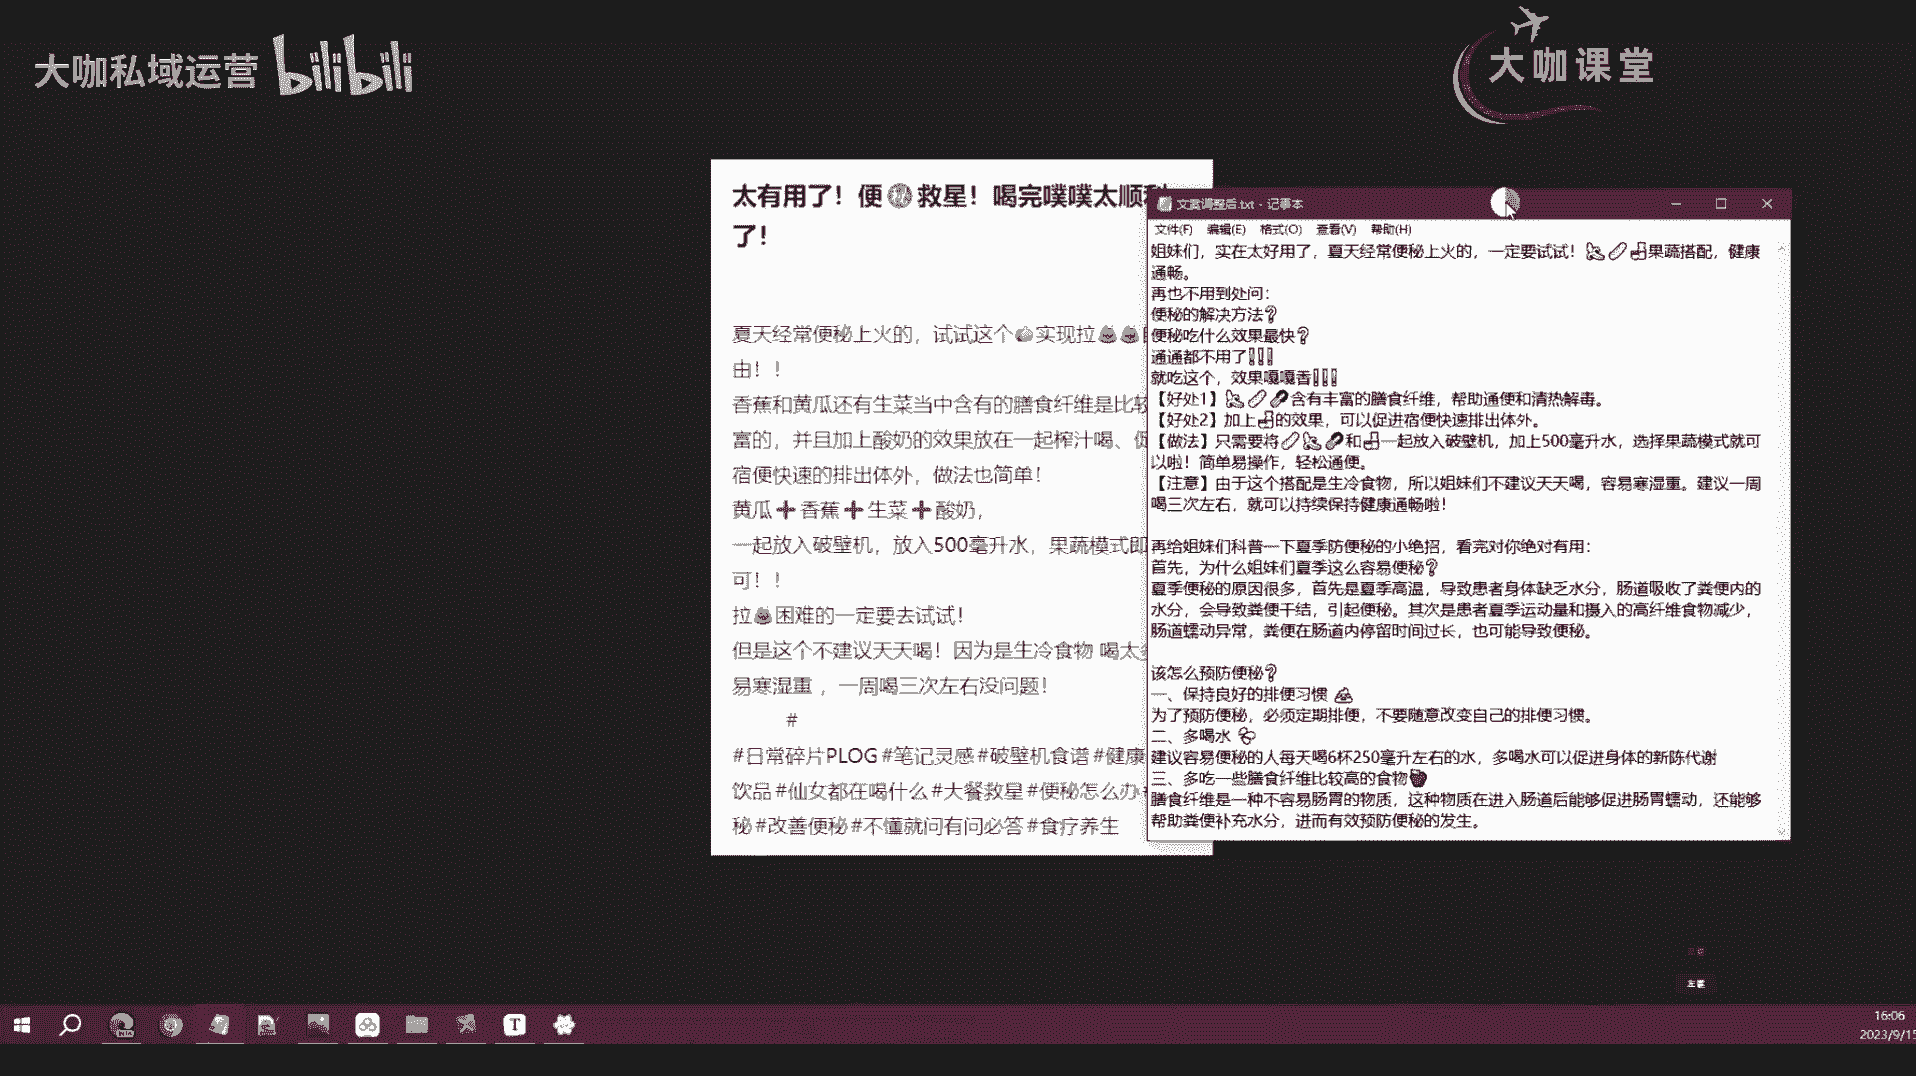 大咖私域运营 bilibili
大咖课堂
太有用了！便💩救星！喝完噗噗太顺利
了！
夏天经常便秘上火的，试试这个👊实现拉💩💩自
由！！
香蕉和黄瓜还有生菜当中含有的膳食纤维是比较
富的，并且加上酸奶的效果放在一起榨汁喝、促
宿便快速的排出体外，做法也简单！
黄瓜➕香蕉➕生菜➕酸奶，
一起放入破壁机，放入500毫升水，果蔬模式即
可！！
拉💩困难的一定要去试试！
但是这个不建议天天喝！因为是生冷食物 喝太多
易寒湿重 ，一周喝三次左右没问题！
#
#日常碎片PLOG#笔记灵感#破壁机食谱#健康
饮品#仙女都在喝什么#大餐救星#便秘怎么办
秘#改善便秘#不懂就问有问必答#食疗养生
文案调整后.txt - 记事本
文件(F) 编辑(E) 格式(O) 查看(V) 帮助(H)
姐妹们，实在太好用了，夏天经常便秘上火的，一定要试试！🍌🥒🥛果蔬搭配，健康
通畅。
再也不用到处问：
便秘的解决方法❓
便秘吃什么效果最快❓
通通都不用了❗❗❗
就吃这个，效果嘎嘎香❗❗❗
【好处1】🍌🥒🥬含有丰富的膳食纤维，帮助通便和清热解毒。
【好处2】加上🥛的效果，可以促进宿便快速排出体外。
【做法】只需要将🥒🍌🥬和🥛一起放入破壁机，加上500毫升水，选择果蔬模式就可
以啦！简单易操作，轻松通便。
【注意】由于这个搭配是生冷食物，所以姐妹们不建议天天喝，容易寒湿重。建议一周
喝三次左右，就可以持续保持健康通畅啦！
再给姐妹们科普一下夏季防便秘的小绝招，看完对你绝对有用：
首先，为什么姐妹们夏季这么容易便秘❓
夏季便秘的原因很多，首先是夏季高温，导致患者身体缺乏水分，肠道吸收了粪便内的
水分，会导致粪便干结，引起便秘。其次是患者夏季运动量和摄入的高纤维食物减少，
肠道蠕动异常，粪便在肠道内停留时间过长，也可能导致便秘。
该怎么预防便秘❓
一、保持良好的排便习惯 💩
为了预防便秘，必须定期排便，不要随意改变自己的排便习惯。
二、多喝水
建议容易便秘的人每天喝6杯250毫升左右的水，多喝水可以促进身体的新陈代谢
三、多吃一些膳食纤维比较高的食物
膳食纤维是一种不容易肠胃的物质，这种物质在进入肠道后能够促进肠胃蠕动，还能够
帮助粪便补充水分，进而有效预防便秘的发生。
T
16:06
2023/9/15